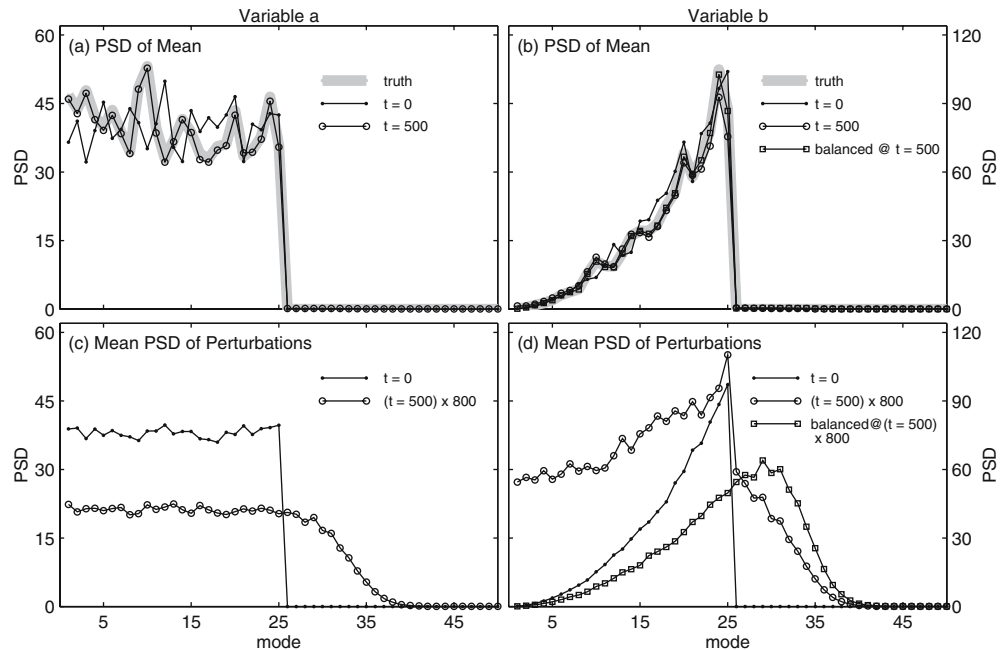 Variable a
Variable b
(a) PSD of Mean
(b) PSD of Mean
60
45
30
15
0
PSD
truth
t = 0
t = 500
truth
t = 0
t = 500
balanced @ t = 500
120
90
60
30
0
PSD
(c) Mean PSD of Perturbations
(d) Mean PSD of Perturbations
60
45
30
15
0
PSD
t = 0
(t = 500) x 800
t = 0
(t = 500) x 800
balanced@(t = 500)
x 800
120
90
60
30
0
PSD
5
15
25
35
45
mode
5
15
25
35
45
mode